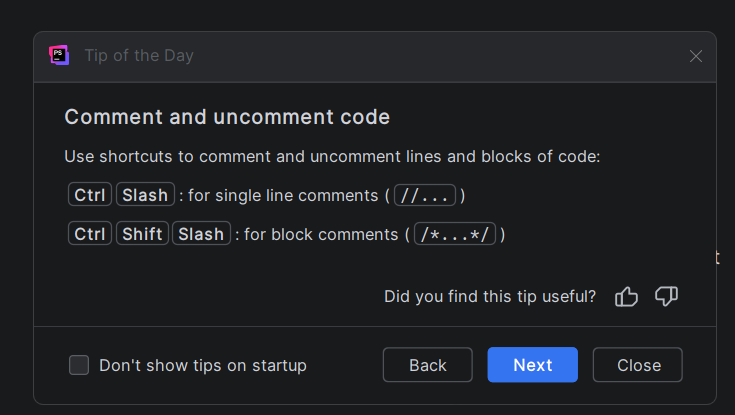 PS
Tip of the Day
Comment and uncomment code
Use shortcuts to comment and uncomment lines and blocks of code:
Ctrl Slash : for single line comments ( //... )
Ctrl Shift Slash : for block comments ( /*...*/ )
t
Did you find this tip useful?
Don't show tips on startup
Back
Next
Close